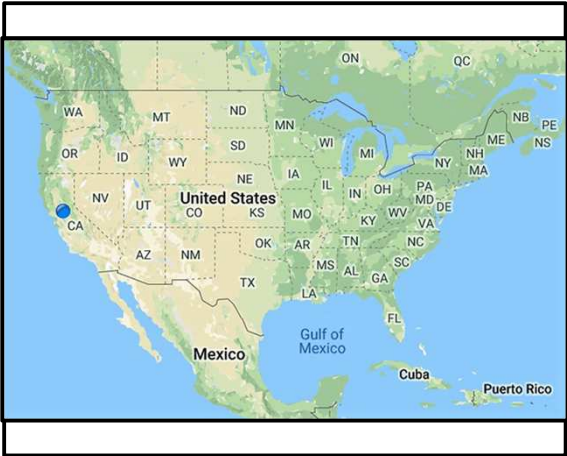 ON
QC
WA
MT
ND
MN
NB
PE
NS
ME
OR
ID
WY
SD
WI
MI
NY
NH
MA
NE
IA
NV
UT
United States
CO
KS
MO
IL
IN
OH
PA
MD
DE
WV
VA
KY
CA
AZ
NM
OK
AR
TN
NC
SC
MS
AL
GA
TX
LA
FL
Gulf of
Mexico
Mexico
Cuba
Puerto Rico